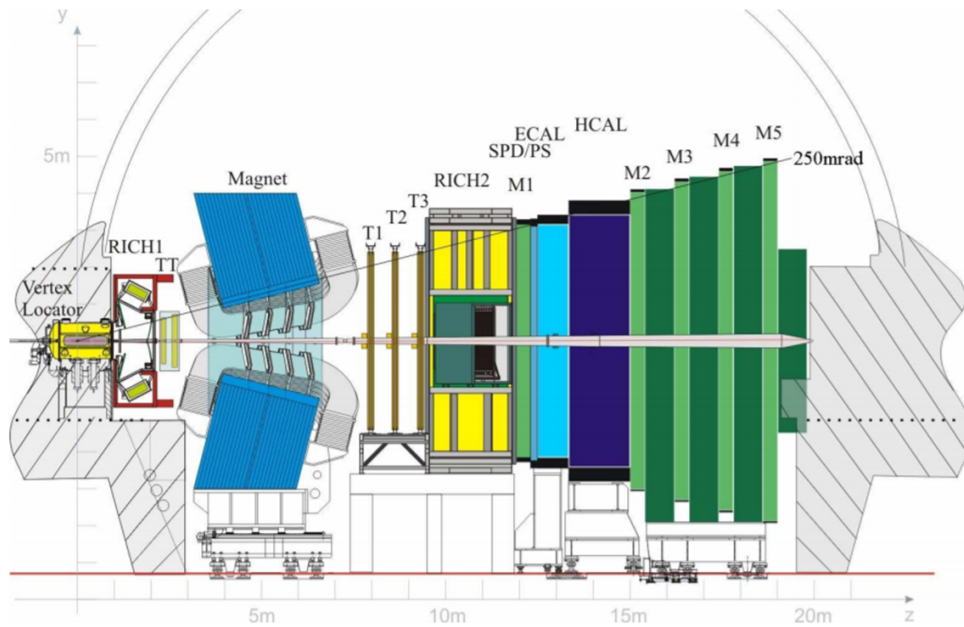 y
5m
ECAL
HCAL
SPD/PS
M1
M2
M3
M4
M5
250mrad
RICH2
T3
T2
T1
Magnet
RICH1
TT
Vertex
Locator
5m
10m
15m
20m
z